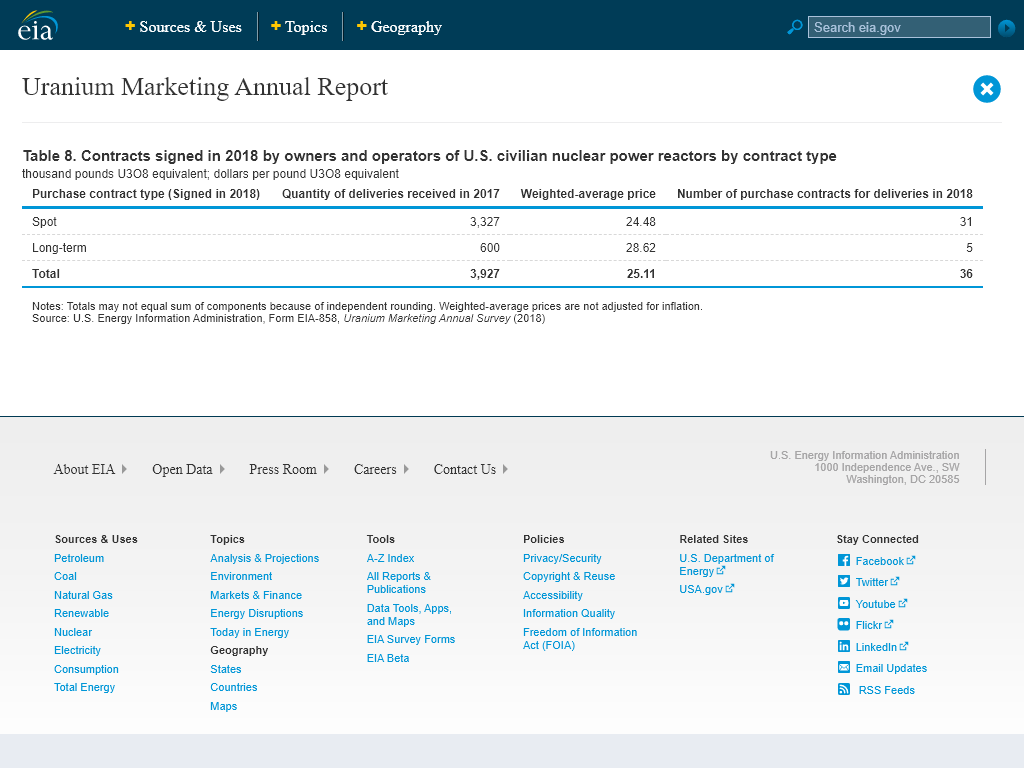 eia
Sources & Uses
Topics
Geography
Search eia.gov
Uranium Marketing Annual Report
Table 8. Contracts signed in 2018 by owners and operators of U.S. civilian nuclear power reactors by contract type
thousand pounds U3O8 equivalent; dollars per pound U3O8 equivalent
Purchase contract type (Signed in 2018) Quantity of deliveries received in 2017 Weighted-average price Number of purchase contracts for deliveries in 2018
Spot 3,327 24.48 31
Long-term 600 28.62 5
Total 3,927 25.11 36
Notes: Totals may not equal sum of components because of independent rounding. Weighted-average prices are not adjusted for inflation.
Source: U.S. Energy Information Administration, Form EIA-858, Uranium Marketing Annual Survey (2018)
About EIA
Open Data
Press Room
Careers
Contact Us
U.S. Energy Information Administration
1000 Independence Ave., SW
Washington, DC 20585
Sources & Uses
Petroleum
Coal
Natural Gas
Renewable
Nuclear
Electricity
Consumption
Total Energy
Topics
Analysis & Projections
Environment
Markets & Finance
Energy Disruptions
Today in Energy
Geography
States
Countries
Maps
Tools
A-Z Index
All Reports &
Publications
Data Tools, Apps,
and Maps
EIA Survey Forms
EIA Beta
Policies
Privacy/Security
Copyright & Reuse
Accessibility
Information Quality
Freedom of Information
Act (FOIA)
Related Sites
U.S. Department of
Energy
USA.gov
Stay Connected
Facebook
Twitter
Youtube
Flickr
LinkedIn
Email Updates
RSS Feeds